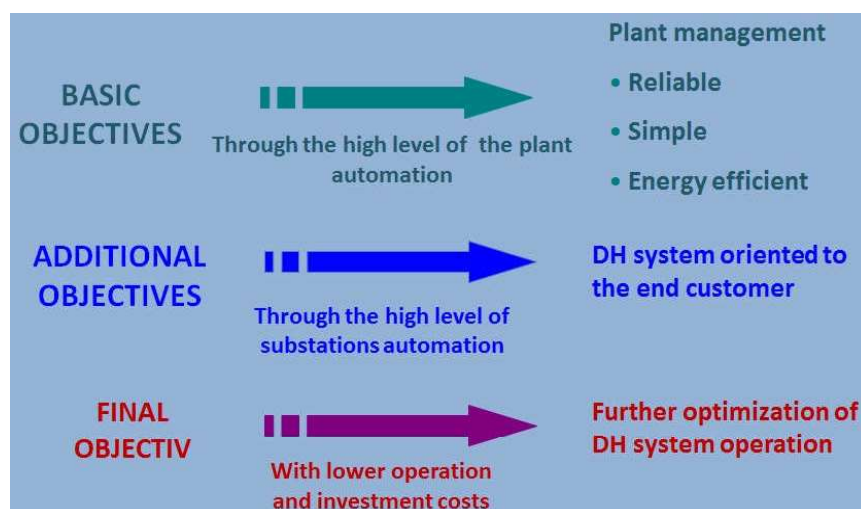 BASIC
OBJECTIVES
Through the high level of the plant
automation
Plant management
• Reliable
• Simple
• Energy efficient
ADDITIONAL
OBJECTIVES
Through the high level of
substations automation
DH system oriented to
the end customer
FINAL
OBJECTIV
With lower operation
and investment costs
Further optimization of
DH system operation